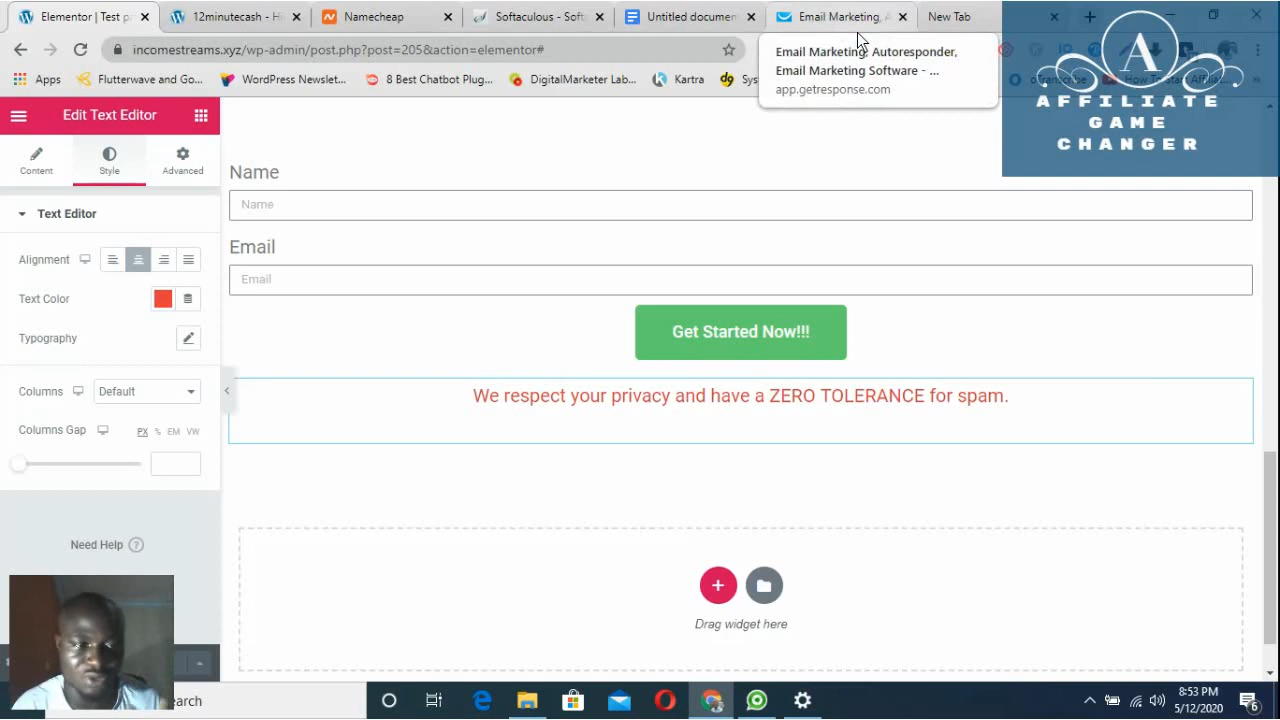 Elementor | Test p
12minutecash - H
Namecheap
Softaculous - Soft
Untitled documen
Email Marketing, A
New Tab
incomestreams.xyz/wp-admin/post.php?post=205&action=elementor#
Email Marketing, Autoresponder,
Email Marketing Software - ...
app.getresponse.com
Apps
Flutterwave and Go...
WordPress Newslet...
8 Best Chatbot Plug...
DigitalMarketer Lab...
Kartra
Sys
A
AFFILIATE
GAME
CHANGER
Edit Text Editor
Content
Style
Advanced
Text Editor
Alignment
Text Color
Typography
Columns
Default
Columns Gap
PX % EM VW
Need Help ?
Name
Name
Email
Email
Get Started Now!!!
We respect your privacy and have a ZERO TOLERANCE for spam.
Drag widget here
earch
8:53 PM
5/12/2020
6